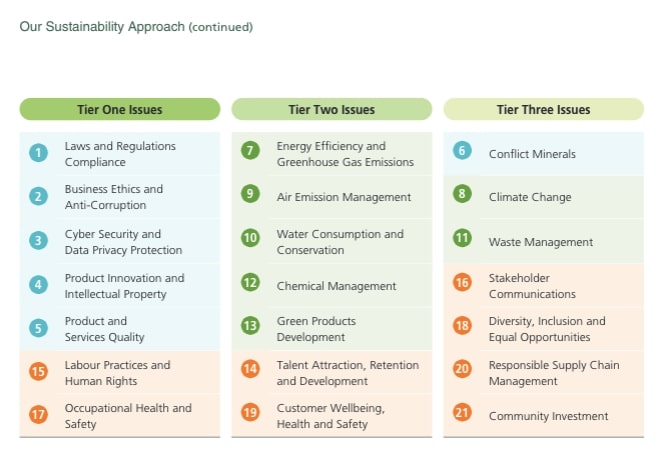 Our Sustainability Approach (continued)
Tier One Issues
1
Laws and Regulations
Compliance
2
Business Ethics and
Anti-Corruption
3
Cyber Security and
Data Privacy Protection
4
Product Innovation and
Intellectual Property
5
Product and
Services Quality
15
Labour Practices and
Human Rights
17
Occupational Health and
Safety
Tier Two Issues
7
Energy Efficiency and
Greenhouse Gas Emissions
9
Air Emission Management
10
Water Consumption and
Conservation
12
Chemical Management
13
Green Products
Development
14
Talent Attraction, Retention
and Development
19
Customer Wellbeing,
Health and Safety
Tier Three Issues
6
Conflict Minerals
8
Climate Change
11
Waste Management
16
Stakeholder
Communications
18
Diversity, Inclusion and
Equal Opportunities
20
Responsible Supply Chain
Management
21
Community Investment